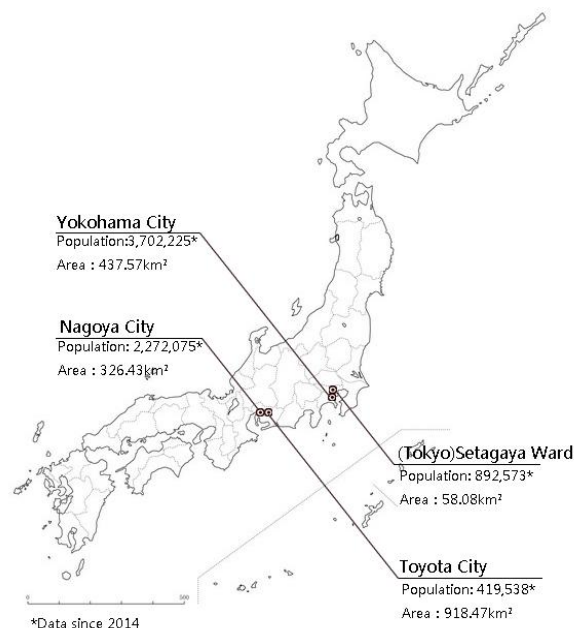 Yokohama City
Population:3,702,225*
Area : 437.57km²
Nagoya City
Population: 2,272,075*
Area : 326.43km²
(Tokyo)Setagaya Ward
Population: 892,573*
Area : 58.08km²
Toyota City
Population: 419,538*
Area : 918.47km²
0
500
*Data since 2014